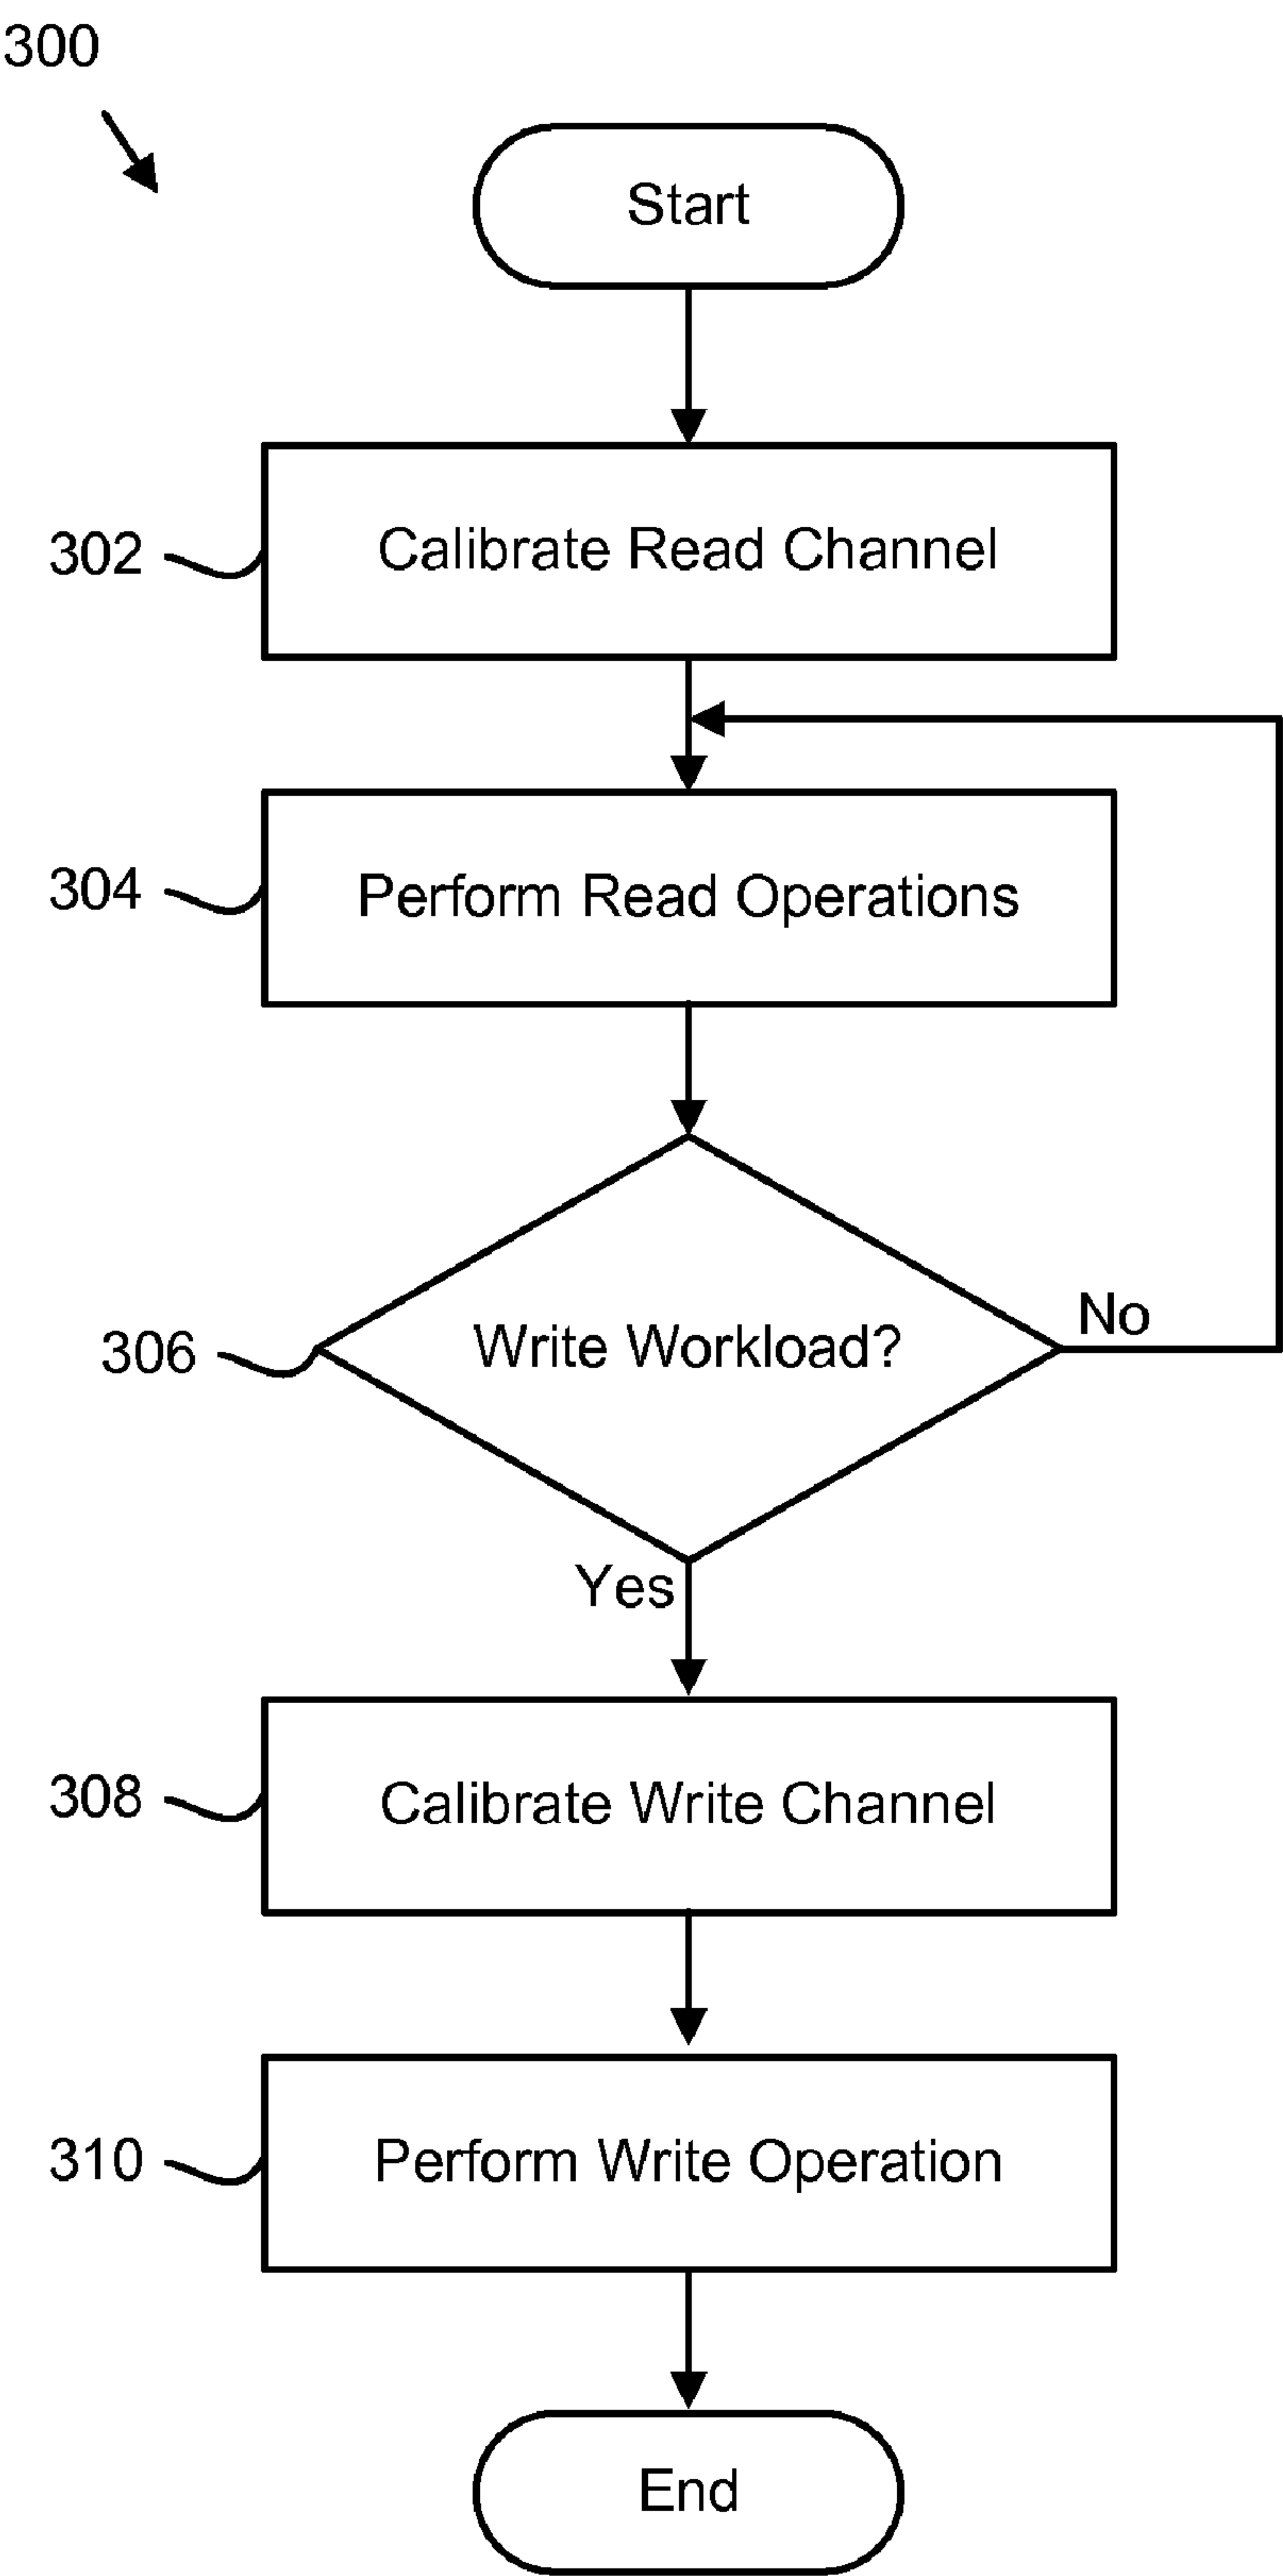 300
Start
302
Calibrate Read Channel
304
Perform Read Operations
306
Write Workload?
No
Yes
308
Calibrate Write Channel
310
Perform Write Operation
End